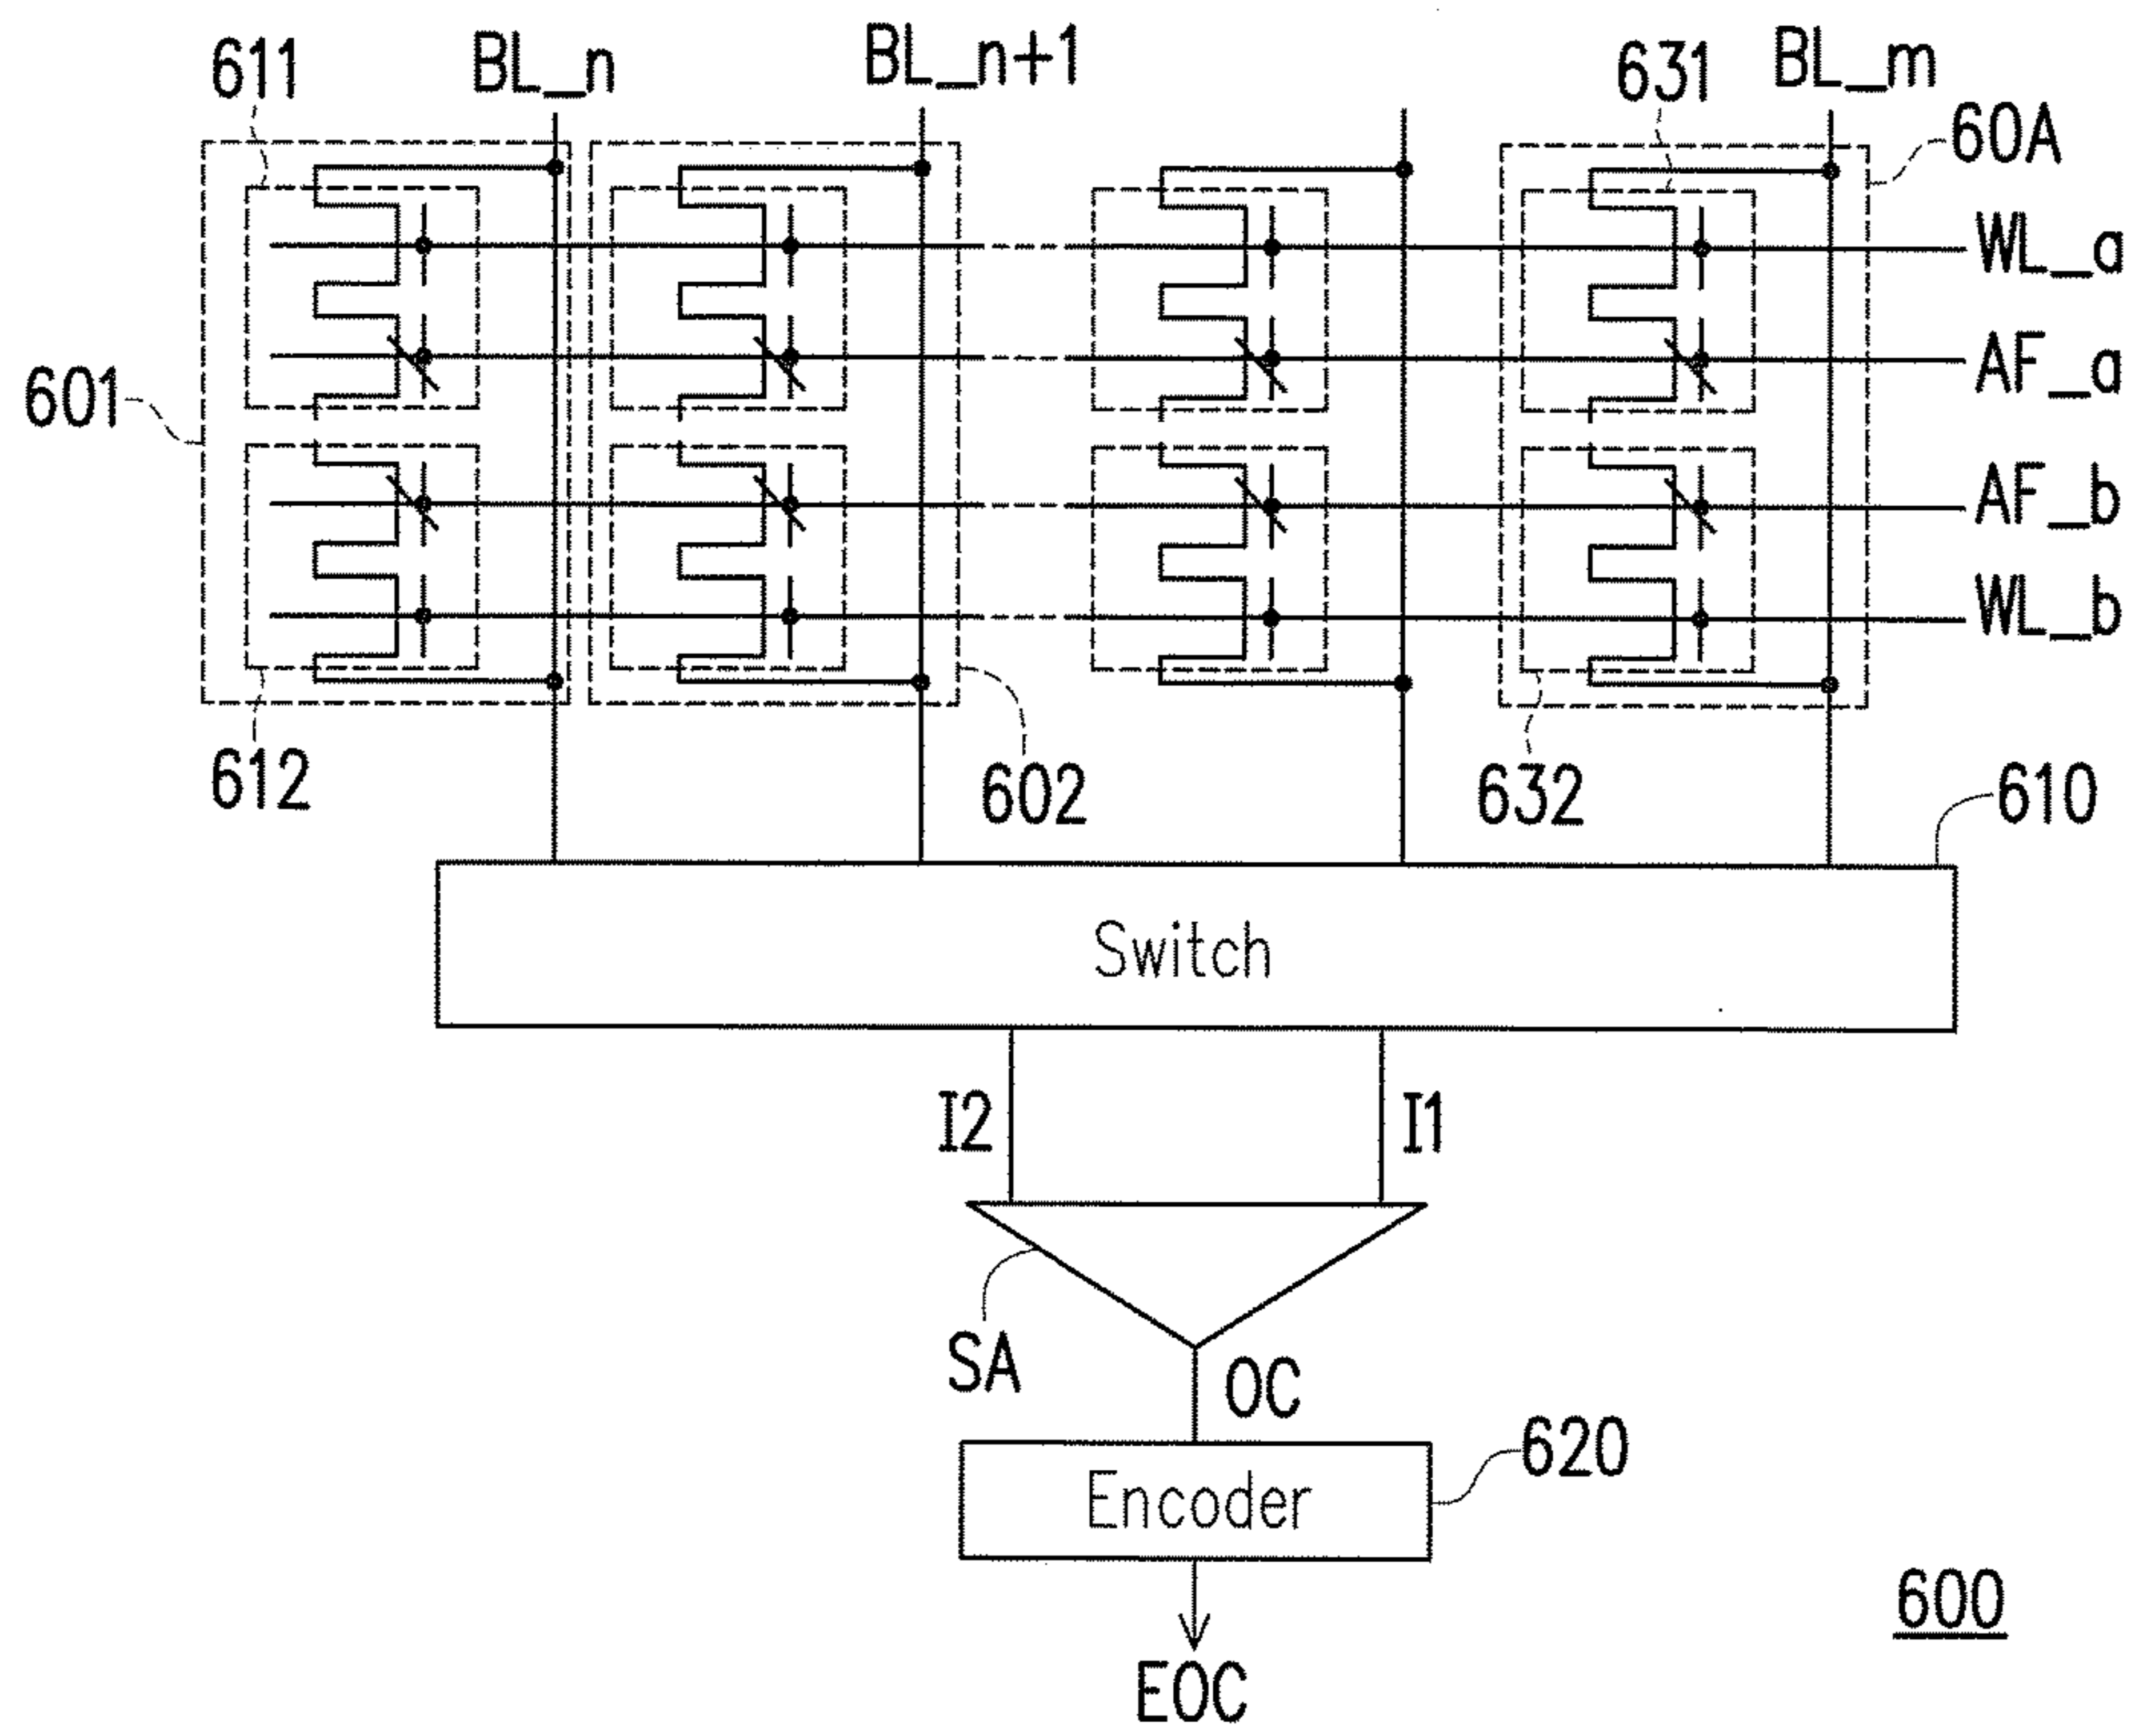 611
BL_n
BL_n+1
631
BL_m
60A
WL_a
AF_a
601
AF_b
WL_b
612
602
632
610
Switch
I2
I1
SA
OC
620
Encoder
600
EOC